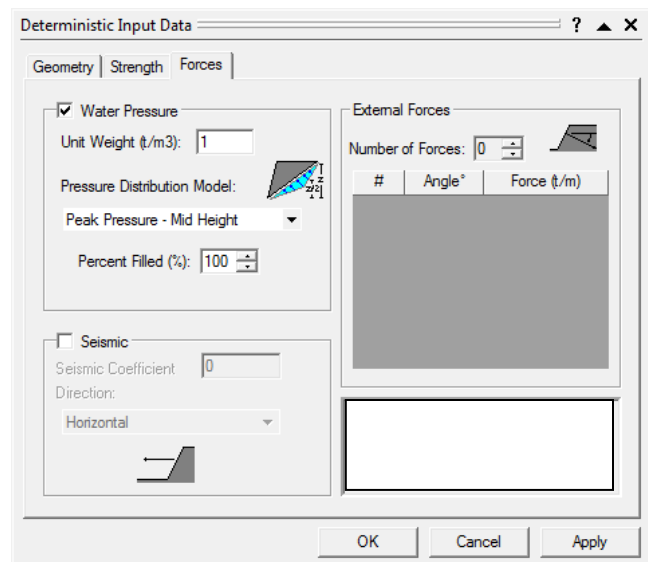 Deterministic Input Data
? ▲ X
Geometry
Strength
Forces
Water Pressure
Unit Weight (t/m3): 1
Pressure Distribution Model:
z
z/2
Peak Pressure - Mid Height
Percent Filled (%): 100
Seismic
Seismic Coefficient 0
Direction:
Horizontal
External Forces
Number of Forces: 0
# Angle° Force (t/m)
OK
Cancel
Apply